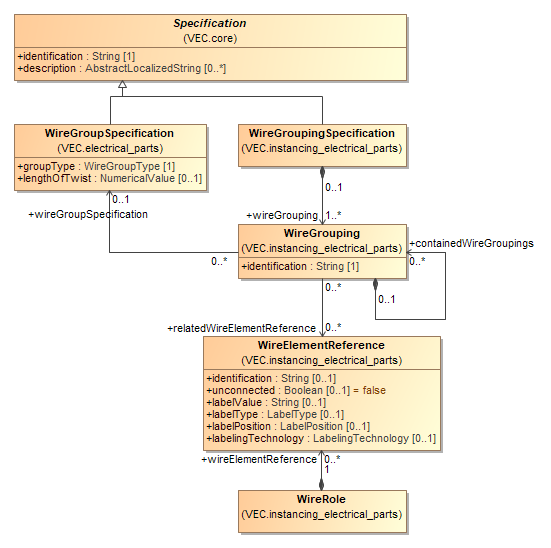 Specification
(VEC.core)
+identification : String [1]
+description : AbstractLocalizedString [0..*]
WireGroupSpecification
(VEC.electrical_parts)
+groupType : WireGroupType [1]
+lengthOfTwist : NumericalValue [0..1]
WireGroupingSpecification
(VEC.instancing_electrical_parts)
0..1
0..1
+wireGroupSpecification
+wireGrouping
1..*
WireGrouping
(VEC.instancing_electrical_parts)
+identification : String [1]
+containedWireGroupings
0..*
0..*
0..*
0..1
+relatedWireElementReference
0..*
WireElementReference
(VEC.instancing_electrical_parts)
+identification : String [0..1]
+unconnected : Boolean [0..1] = false
+labelValue : String [0..1]
+labelType : LabelType [0..1]
+labelPosition : LabelPosition [0..1]
+labelingTechnology : LabelingTechnology [0..1]
+wireElementReference
0..*
1
WireRole
(VEC.instancing_electrical_parts)